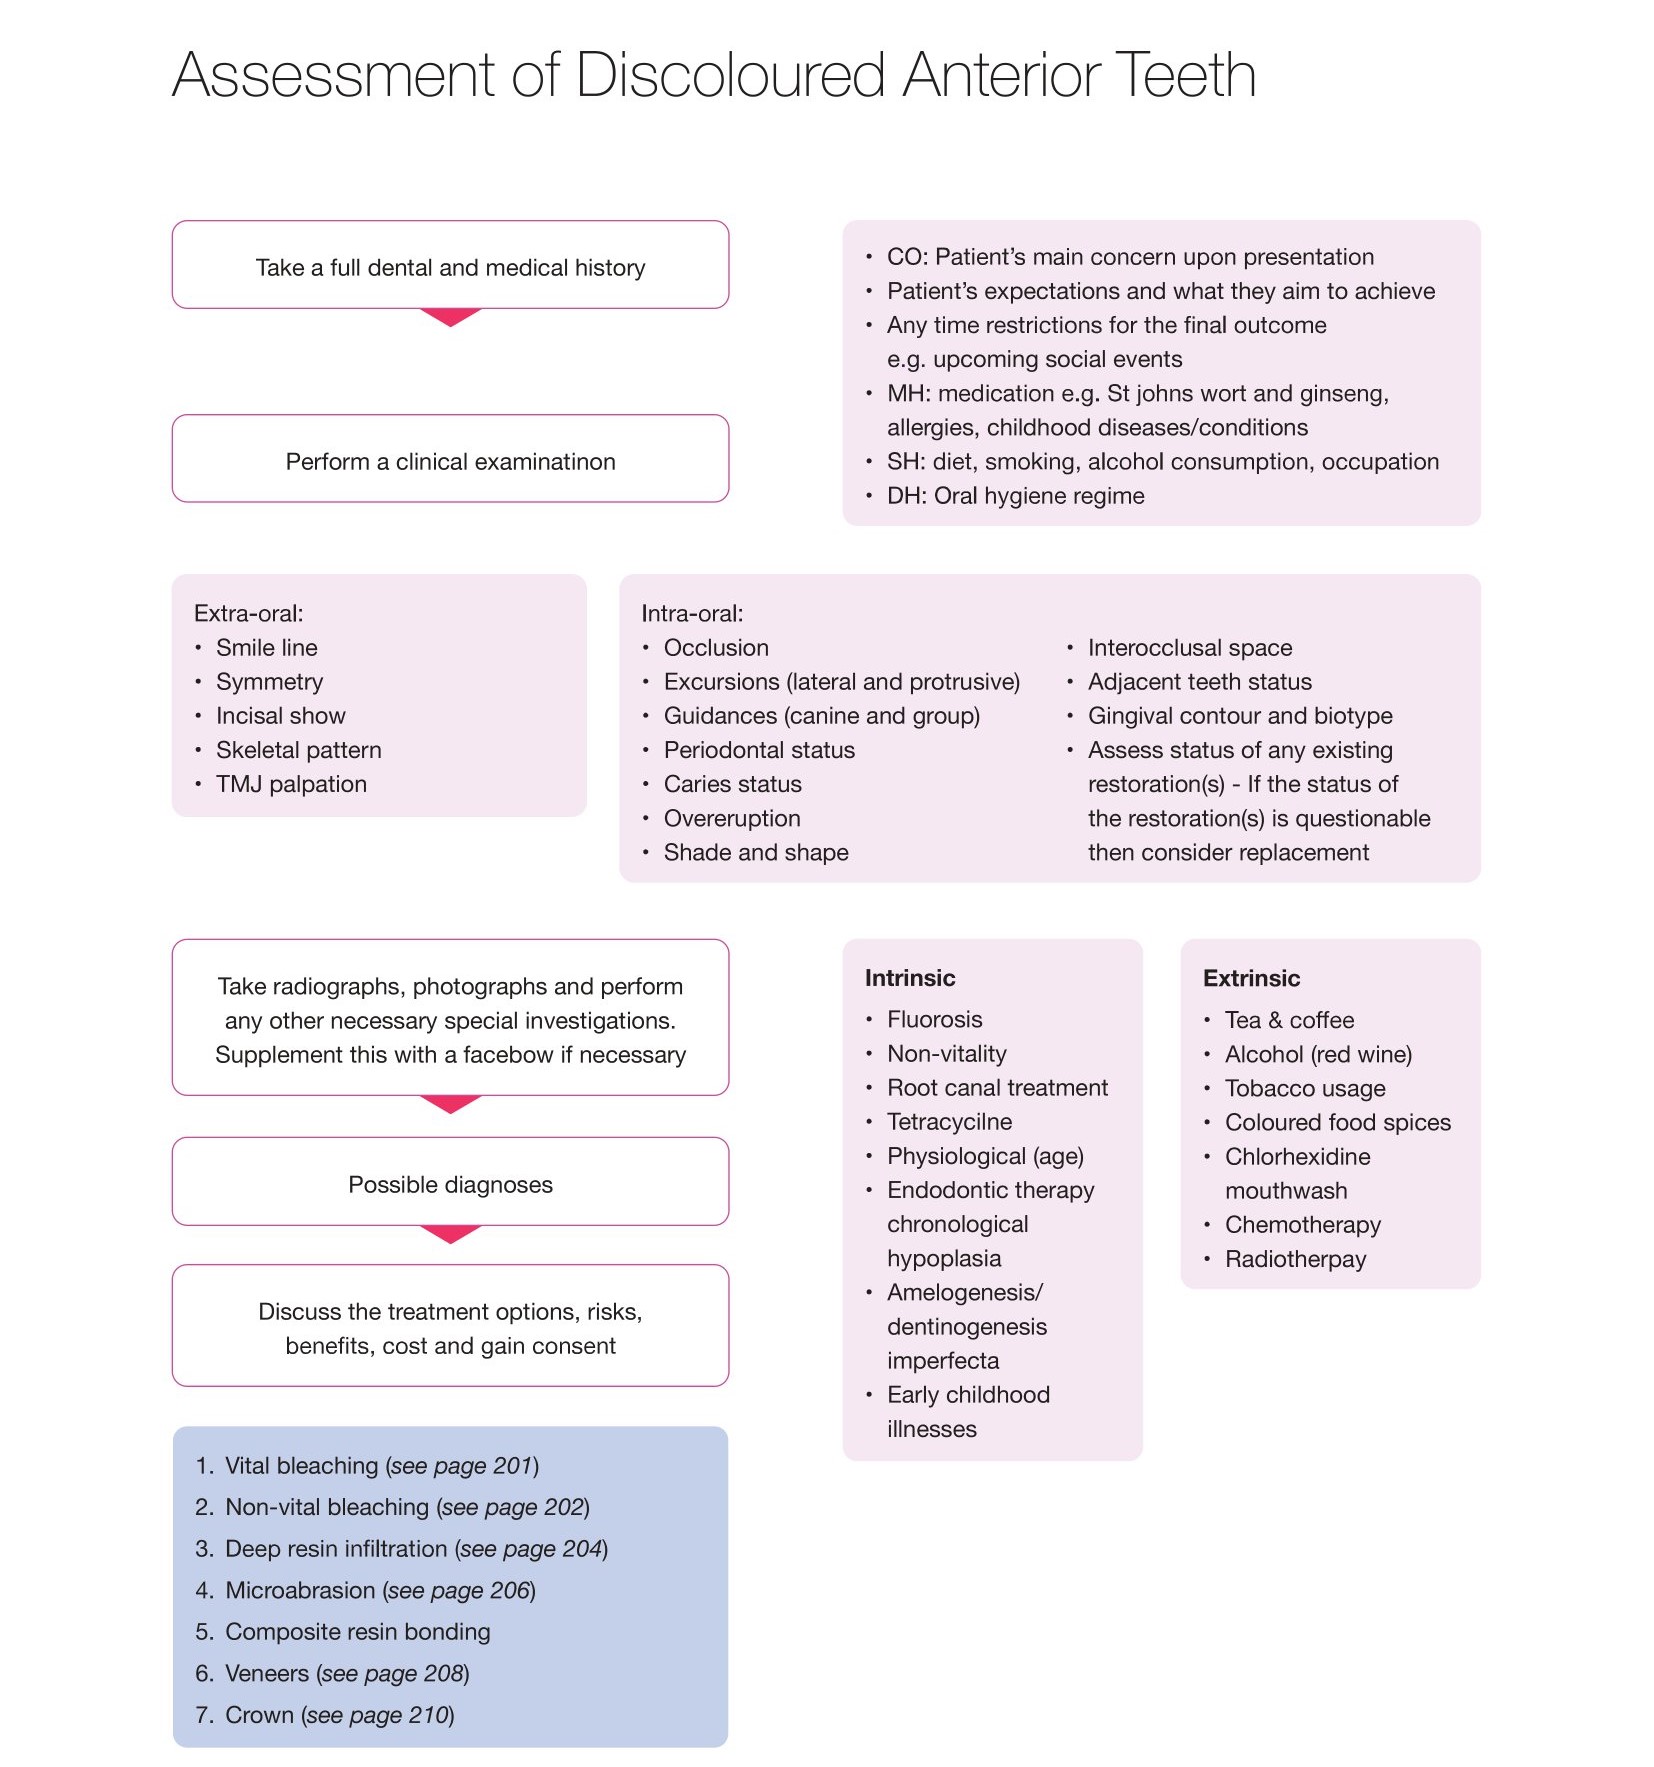 Assessment of Discoloured Anterior Teeth
Take a full dental and medical history
Perform a clinical examinatinon
• CO: Patient's main concern upon presentation
• Patient's expectations and what they aim to achieve
• Any time restrictions for the final outcome
e.g. upcoming social events
• MH: medication e.g. St johns wort and ginseng,
allergies, childhood diseases/conditions
• SH: diet, smoking, alcohol consumption, occupation
• DH: Oral hygiene regime
Extra-oral:
• Smile line
• Symmetry
• Incisal show
• Skeletal pattern
• TMJ palpation
Intra-oral:
• Occlusion
• Excursions (lateral and protrusive)
• Guidances (canine and group)
• Periodontal status
• Caries status
• Overeruption
• Shade and shape
• Interocclusal space
• Adjacent teeth status
• Gingival contour and biotype
• Assess status of any existing
restoration(s) - If the status of
the restoration(s) is questionable
then consider replacement
Take radiographs, photographs and perform
any other necessary special investigations.
Supplement this with a facebow if necessary
Possible diagnoses
Discuss the treatment options, risks,
benefits, cost and gain consent
Intrinsic
• Fluorosis
• Non-vitality
• Root canal treatment
• Tetracycilne
• Physiological (age)
• Endodontic therapy
chronological
hypoplasia
• Amelogenesis/
dentinogenesis
imperfecta
• Early childhood
illnesses
Extrinsic
• Tea & coffee
• Alcohol (red wine)
• Tobacco usage
• Coloured food spices
• Chlorhexidine
mouthwash
• Chemotherapy
• Radiotherpay
1. Vital bleaching (see page 201)
2. Non-vital bleaching (see page 202)
3. Deep resin infiltration (see page 204)
4. Microabrasion (see page 206)
5. Composite resin bonding
6. Veneers (see page 208)
7. Crown (see page 210)